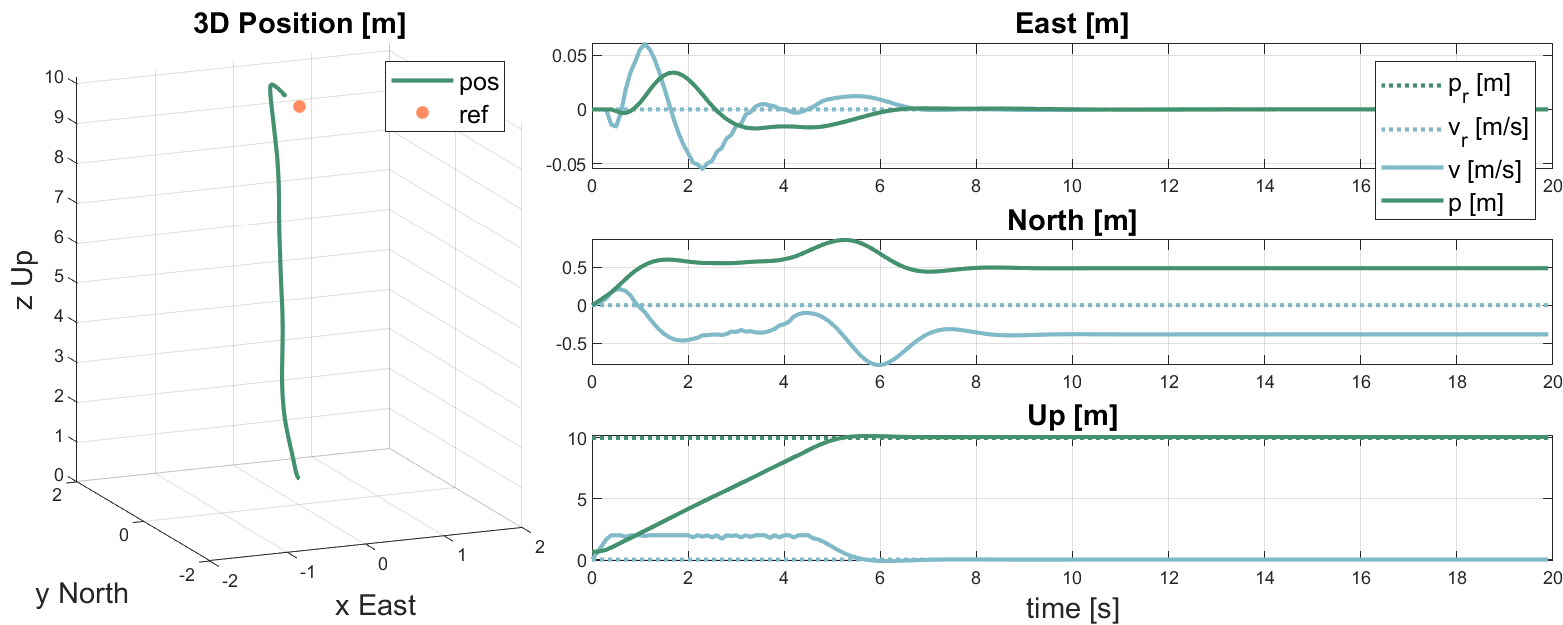 3D Position [m]
10
9
8
7
6
5
4
3
2
1
0
z Up
2
0
-2
y North
-2
-1
0
1
2
x East
pos
ref
East [m]
0.05
0
-0.05
0 2 4 6 8 10 12 14 16 20
p_r [m]
v_r [m/s]
v [m/s]
p [m]
North [m]
0.5
0
-0.5
0 2 4 6 8 10 12 14 16 18 20
Up [m]
10
5
0
0 2 4 6 8 10 12 14 16 18 20
time [s]